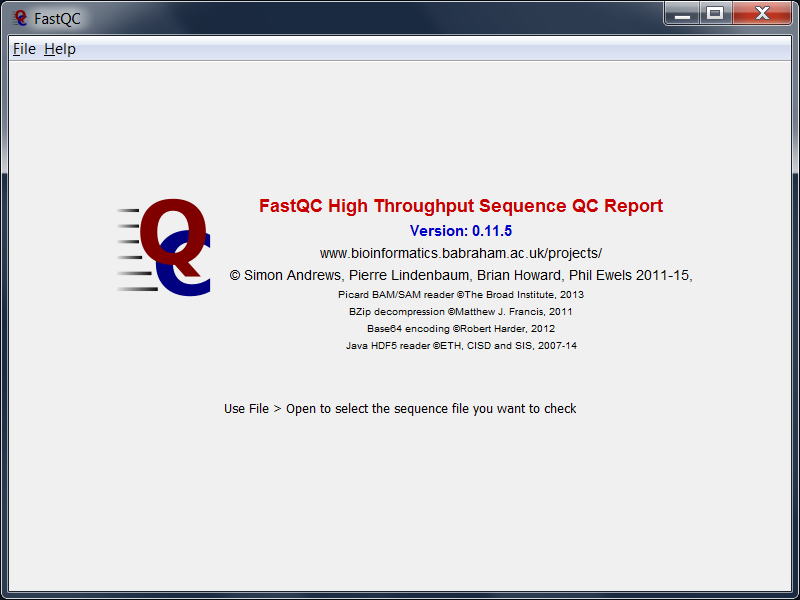 FastQC
File Help
QC
FastQC High Throughput Sequence QC Report
Version: 0.11.5
www.bioinformatics.babraham.ac.uk/projects/
© Simon Andrews, Pierre Lindenbaum, Brian Howard, Phil Ewels 2011-15,
Picard BAM/SAM reader ©The Broad Institute, 2013
BZip decompression ©Matthew J. Francis, 2011
Base64 encoding ©Robert Harder, 2012
Java HDF5 reader ©ETH, CISD and SIS, 2007-14
Use File > Open to select the sequence file you want to check